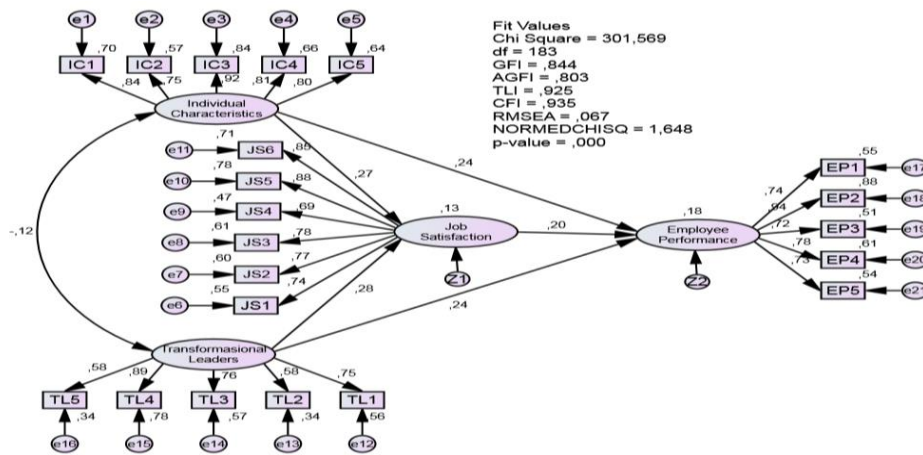 e1 e2 e3 e4 e5
,70 ,57 ,84 ,66 ,64
IC1 IC2 IC3 IC4 IC5
,84 ,75 ,92 ,81 ,80
Individual
Characteristics
Fit Values
Chi Square = 301,569
df = 183
GFI = ,844
AGFI = ,803
TLI = ,925
CFI = ,935
RMSEA = ,067
NORMEDCHISQ = 1,648
p-value = ,000
,71
e11 JS6 ,85
,78
e10 JS5 ,88
,47
e9 JS4 ,69
,61
e8 JS3 ,78
,60
e7 JS2 ,77
,55
e6 JS1 ,74
-,12
,27
,24
,13
Job
Satisfaction
Z1
,20
,28
,24
,18
Employee
Performance
Z2
,55
,74 EP1 e17
,88
,94 EP2 e18
,51
,72 EP3 e19
,61
,78 EP4 e20
,54
,73 EP5 e21
Transformasional
Leaders
,58 ,89 ,76 ,58 ,75
TL5 TL4 TL3 TL2 TL1
,34 ,78 ,57 ,34 ,56
e16 e15 e14 e13 e12